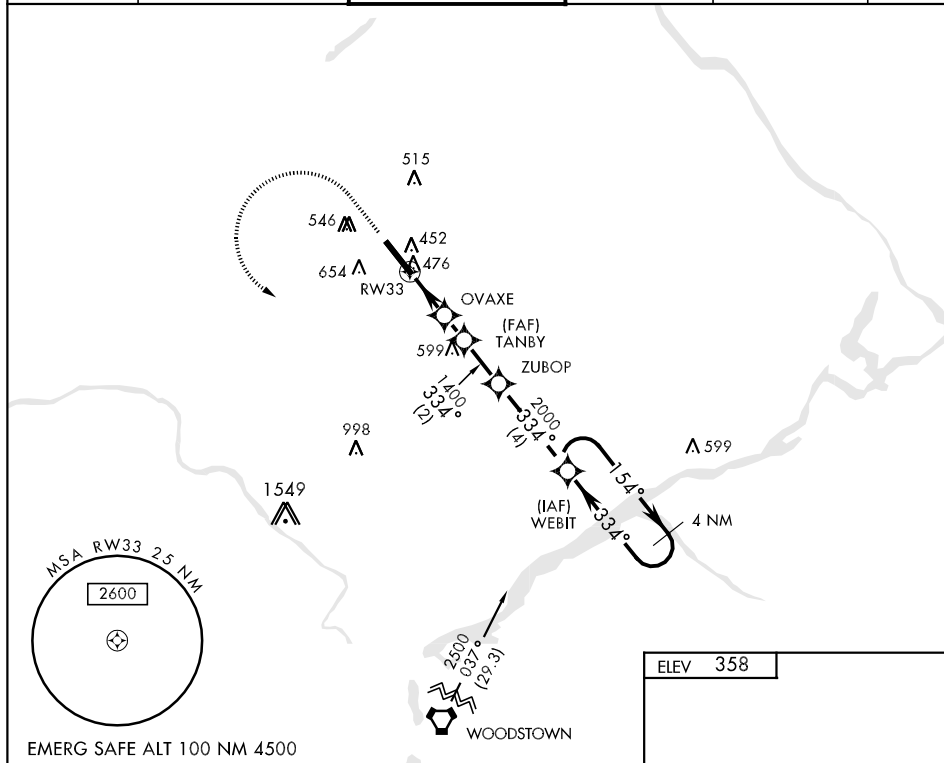 515
546
452
476
654
RW33
OVAXE
(FAF)
TANBY
599
ZUBOP
1400
334°
(2)
2000
334°
(4)
998
599
154°
1549
(IAF)
WEBIT
334°
4 NM
MSA RW33 25 NM
2600
2500
037°
(29.3)
ELEV 358
WOODSTOWN
EMERG SAFE ALT 100 NM 4500